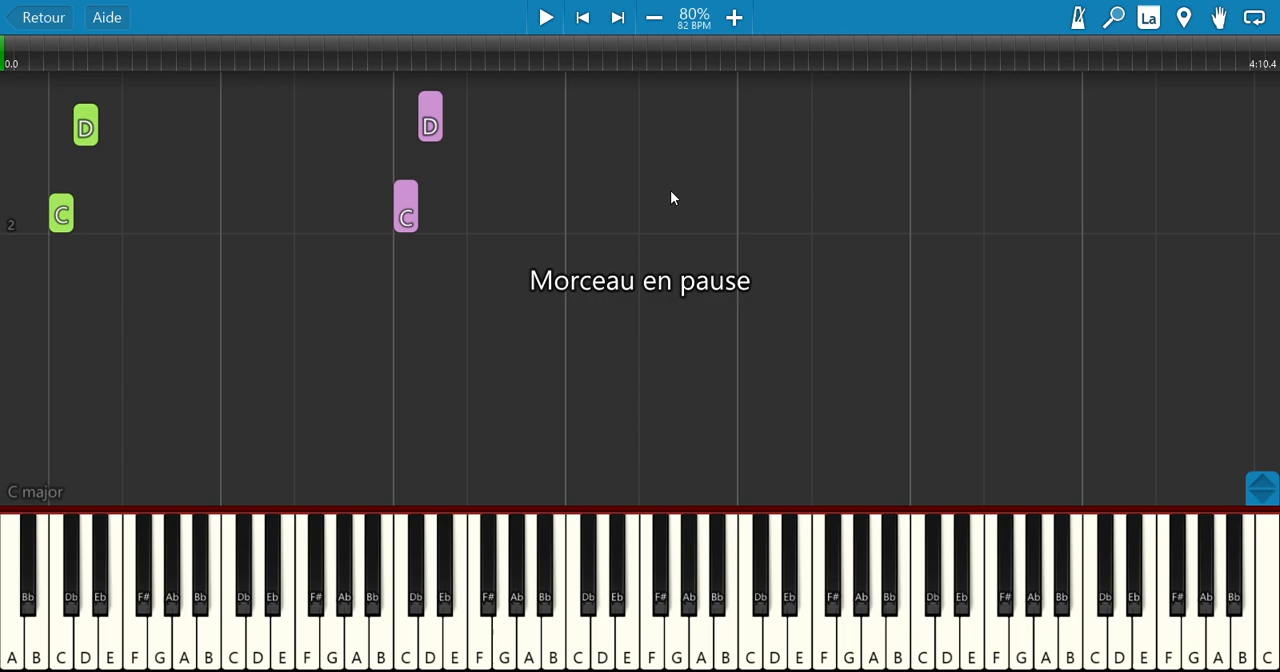 Retour Aide 80% La
82 BPM
0.0 4:10.4
D D
C C
2
Morceau en pause
C major
Bb Db Eb F# Ab Bb Db Eb F# Ab Bb Db Eb F# Ab Bb Db Eb F# Ab Bb Db Eb F# Ab Bb Db Eb F# Ab Bb Db Eb F# Ab Bb
A B C D E F G A B C D E F G A B C D E F G A B C D E F G A B C D E F G A B C D E F G A B C D E F G A B C